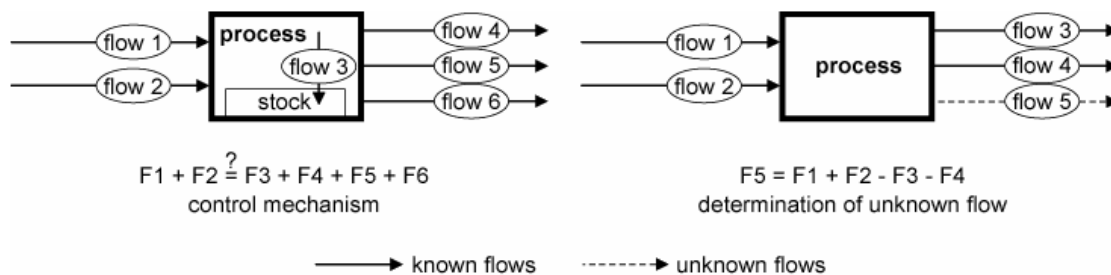 flow 1
flow 2
process
flow 3
stock
flow 4
flow 5
flow 6
?
F1 + F2 = F3 + F4 + F5 + F6
control mechanism
flow 1
flow 2
process
flow 3
flow 4
flow 5
F5 = F1 + F2 - F3 - F4
determination of unknown flow
known flows
unknown flows